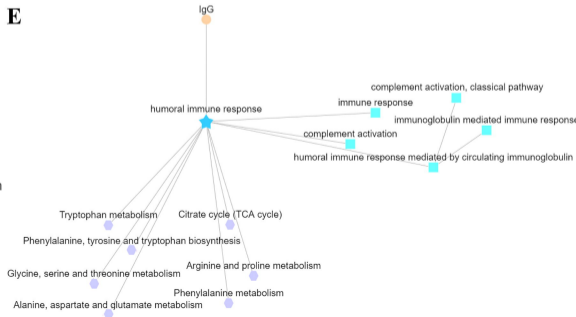 E
IgG
complement activation, classical pathway
humoral immune response
immune response
immunoglobulin mediated immune response
complement activation
humoral immune response mediated by circulating immunoglobulin
Tryptophan metabolism
Citrate cycle (TCA cycle)
Phenylalanine, tyrosine and tryptophan biosynthesis
Arginine and proline metabolism
Glycine, serine and threonine metabolism
Phenylalanine metabolism
Alanine, aspartate and glutamate metabolism